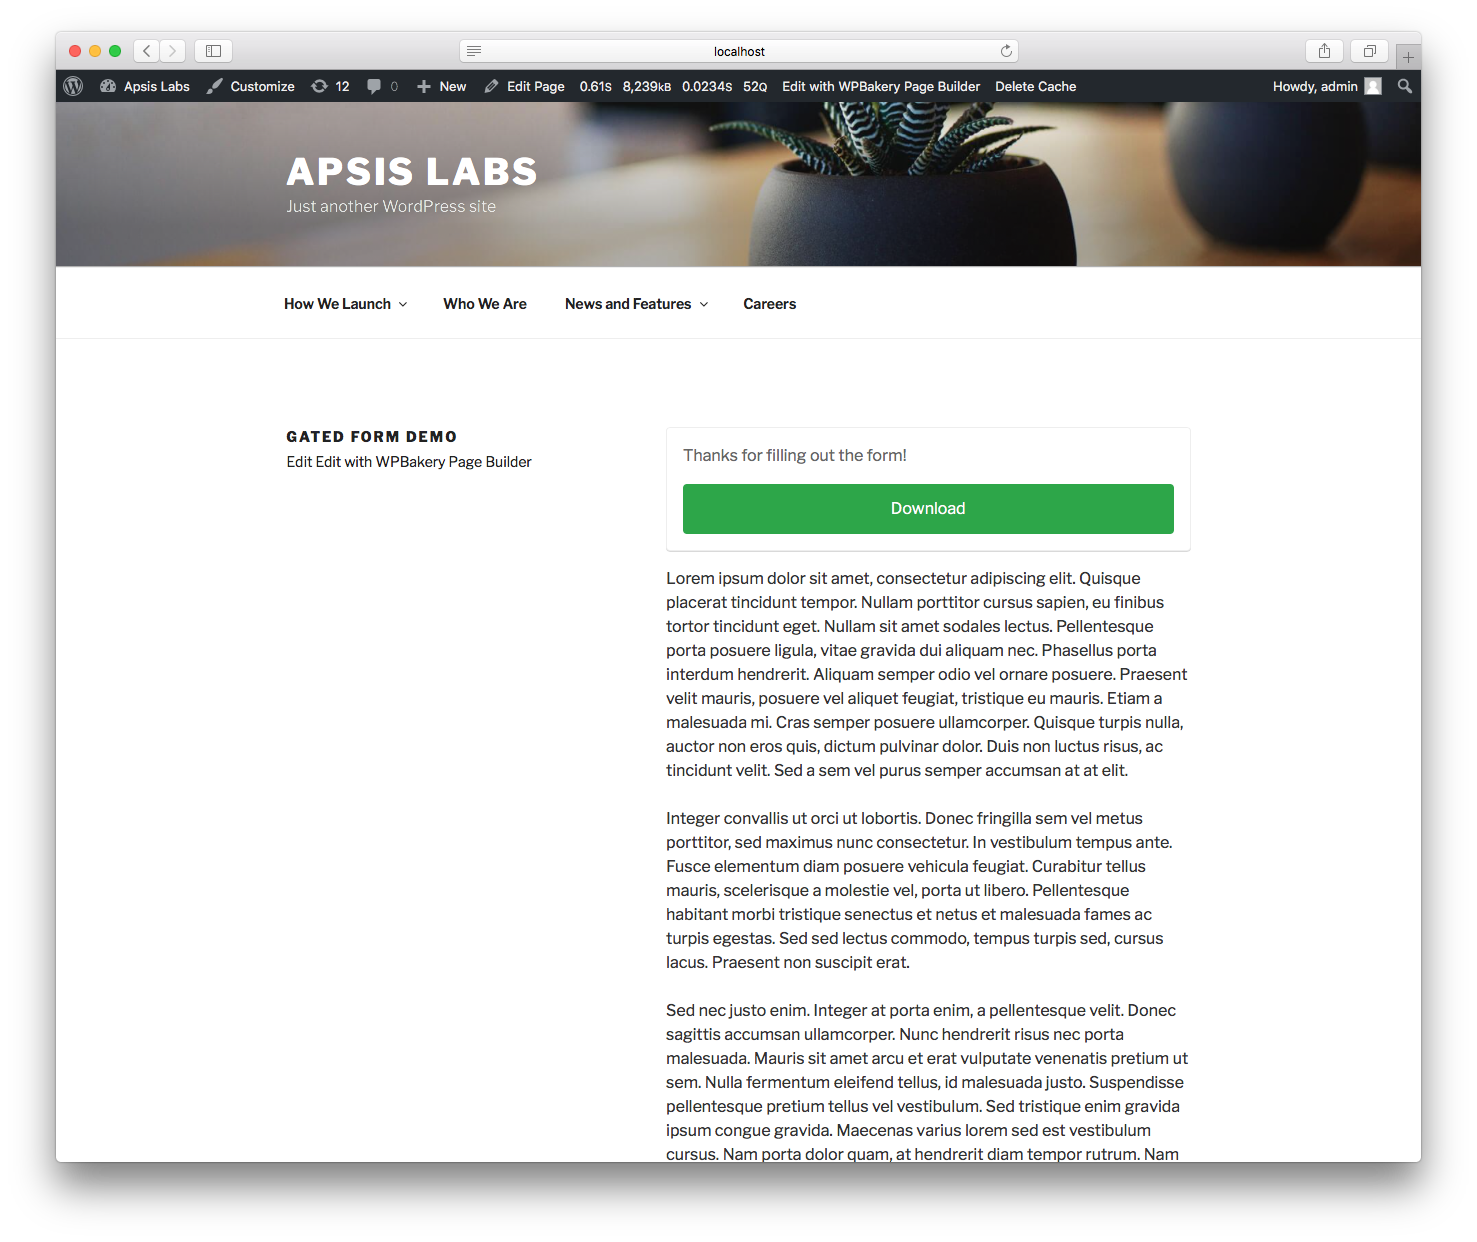 localhost
Apsis Labs Customize 12 0 New Edit Page 0.61S 8,239KB 0.0234S 52Q Edit with WPBakery Page Builder Delete Cache Howdy, admin
APSIS LABS
Just another WordPress site
How We Launch Who We Are News and Features Careers
GATED FORM DEMO
Edit Edit with WPBakery Page Builder
Thanks for filling out the form!
Download
Lorem ipsum dolor sit amet, consectetur adipiscing elit. Quisque
placerat tincidunt tempor. Nullam porttitor cursus sapien, eu finibus
tortor tincidunt eget. Nullam sit amet sodales lectus. Pellentesque
porta posuere ligula, vitae gravida dui aliquam nec. Phasellus porta
interdum hendrerit. Aliquam semper odio vel ornare posuere. Praesent
velit mauris, posuere vel aliquet feugiat, tristique eu mauris. Etiam a
malesuada mi. Cras semper posuere ullamcorper. Quisque turpis nulla,
auctor non eros quis, dictum pulvinar dolor. Duis non luctus risus, ac
tincidunt velit. Sed a sem vel purus semper accumsan at at elit.
Integer convallis ut orci ut lobortis. Donec fringilla sem vel metus
porttitor, sed maximus nunc consectetur. In vestibulum tempus ante.
Fusce elementum diam posuere vehicula feugiat. Curabitur tellus
mauris, scelerisque a molestie vel, porta ut libero. Pellentesque
habitant morbi tristique senectus et netus et malesuada fames ac
turpis egestas. Sed sed lectus commodo, tempus turpis sed, cursus
lacus. Praesent non suscipit erat.
Sed nec justo enim. Integer at porta enim, a pellentesque velit. Donec
sagittis accumsan ullamcorper. Nunc hendrerit risus nec porta
malesuada. Mauris sit amet arcu et erat vulputate venenatis pretium ut
sem. Nulla fermentum eleifend tellus, id malesuada justo. Suspendisse
pellentesque pretium tellus vel vestibulum. Sed tristique enim gravida
ipsum congue gravida. Maecenas varius lorem sed est vestibulum
cursus. Nam porta dolor quam, at hendrerit diam tempor rutrum. Nam